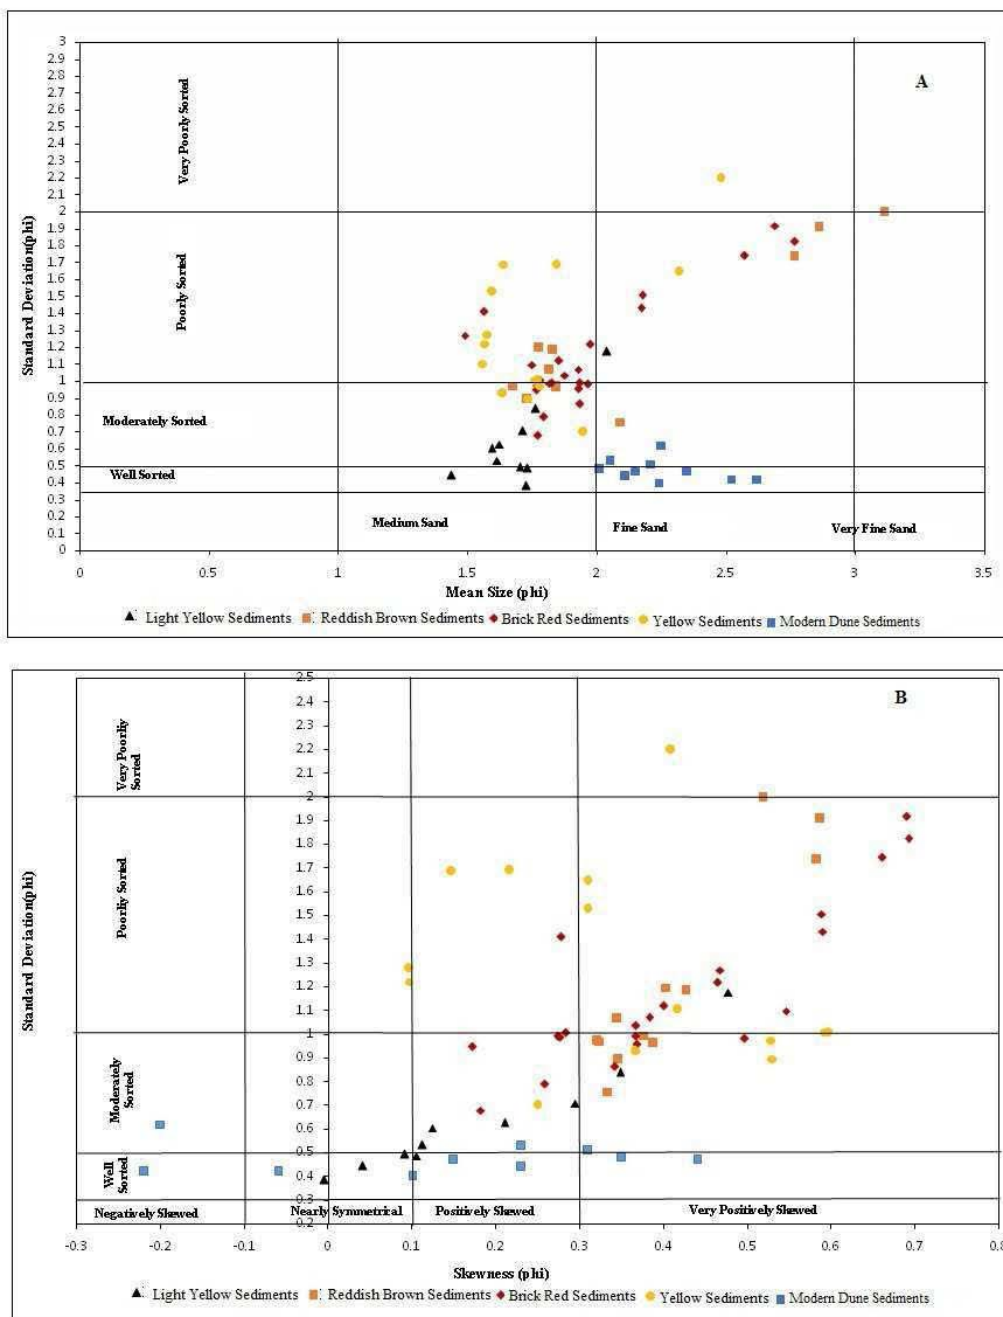 A
3
2.9
2.8
2.7
2.6
2.5
2.4
2.3
2.2
2.1
2
1.9
1.8
1.7
1.6
1.5
1.4
1.3
1.2
1.1
1
0.9
0.8
0.7
0.6
0.5
0.4
0.3
0.2
0.1
0
Standard Deviation(phi)
Very Poorly Sorted
Poorly Sorted
Moderately Sorted
Well Sorted
Medium Sand Fine Sand Very Fine Sand
0 0.5 1 1.5 2 2.5 3 3.5
Mean Size (phi)
Light Yellow Sediments Reddish Brown Sediments Brick Red Sediments Yellow Sediments Modern Dune Sediments
B
2.5
2.4
2.3
2.2
2.1
2
1.9
1.8
1.7
1.6
1.5
1.4
1.3
1.2
1.1
1
0.9
0.8
0.7
0.6
0.5
0.4
0.3
0.2
Standard Deviation(phi)
Very Poorliy
Sorted
Poorliy Sorted
Moderately
Sorted
Well
Sorted
Negatively Skewed Nearly Symmetrical Positively Skewed Very Positively Skewed
-0.3 -0.2 -0.1 0 0.1 0.2 0.3 0.4 0.5 0.6 0.7 0.8
Skewness (phi)
Light Yellow Sediments Reddish Brown Sediments Brick Red Sediments Yellow Sediments Modern Dune Sediments